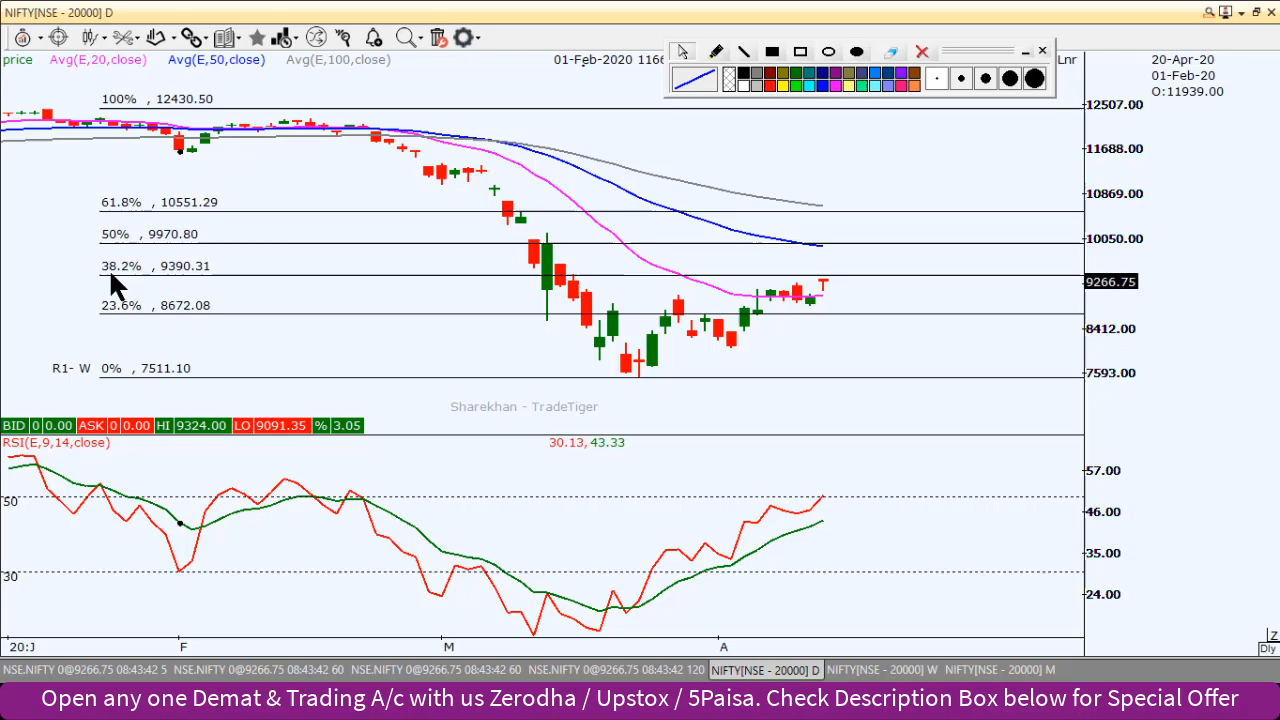 NIFTY[NSE - 20000] D
price Avg(E,20,close) Avg(E,50,close) Avg(E,100,close) 01-Feb-2020 1166 Lnr
20-Apr-20
01-Feb-20
O:11939.00
100% , 12430.50
61.8% , 10551.29
50% , 9970.80
38.2% , 9390.31
23.6% , 8672.08
R1- W 0% , 7511.10
12507.00
11688.00
10869.00
10050.00
9266.75
8412.00
7593.00
Sharekhan - TradeTiger
BID 0 0.00 ASK 0 0.00 HI 9324.00 LO 9091.35 % 3.05
RSI(E,9,14,close) 30.13, 43.33
57.00
50
46.00
35.00
30
24.00
20:J F M A
Z
Dly
NSE.NIFTY 0@9266.75 08:43:42 5 NSE.NIFTY 0@9266.75 08:43:42 60 NSE.NIFTY 0@9266.75 08:43:42 60 NSE.NIFTY 0@9266.75 08:43:42 120 NIFTY[NSE - 20000] D NIFTY[NSE - 20000] W NIFTY[NSE - 20000] M
Open any one Demat & Trading A/c with us Zerodha / Upstox / 5Paisa. Check Description Box below for Special Offer